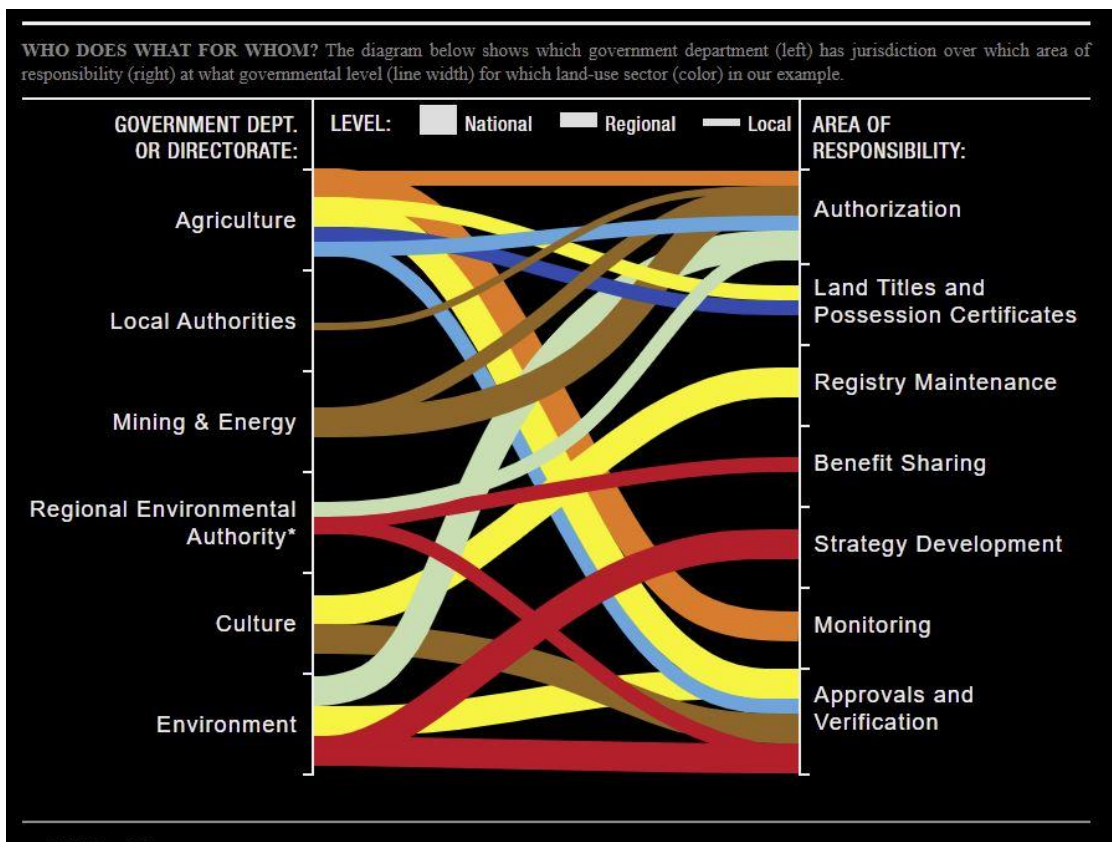 WHO DOES WHAT FOR WHOM? The diagram below shows which government department (left) has jurisdiction over which area of
responsibility (right) at what governmental level (line width) for which land-use sector (color) in our example.
GOVERNMENT DEPT.
OR DIRECTORATE:
LEVEL: National Regional Local
AREA OF
RESPONSIBILITY:
Agriculture
Local Authorities
Mining & Energy
Regional Environmental
Authority*
Culture
Environment
Authorization
Land Titles and
Possession Certificates
Registry Maintenance
Benefit Sharing
Strategy Development
Monitoring
Approvals and
Verification